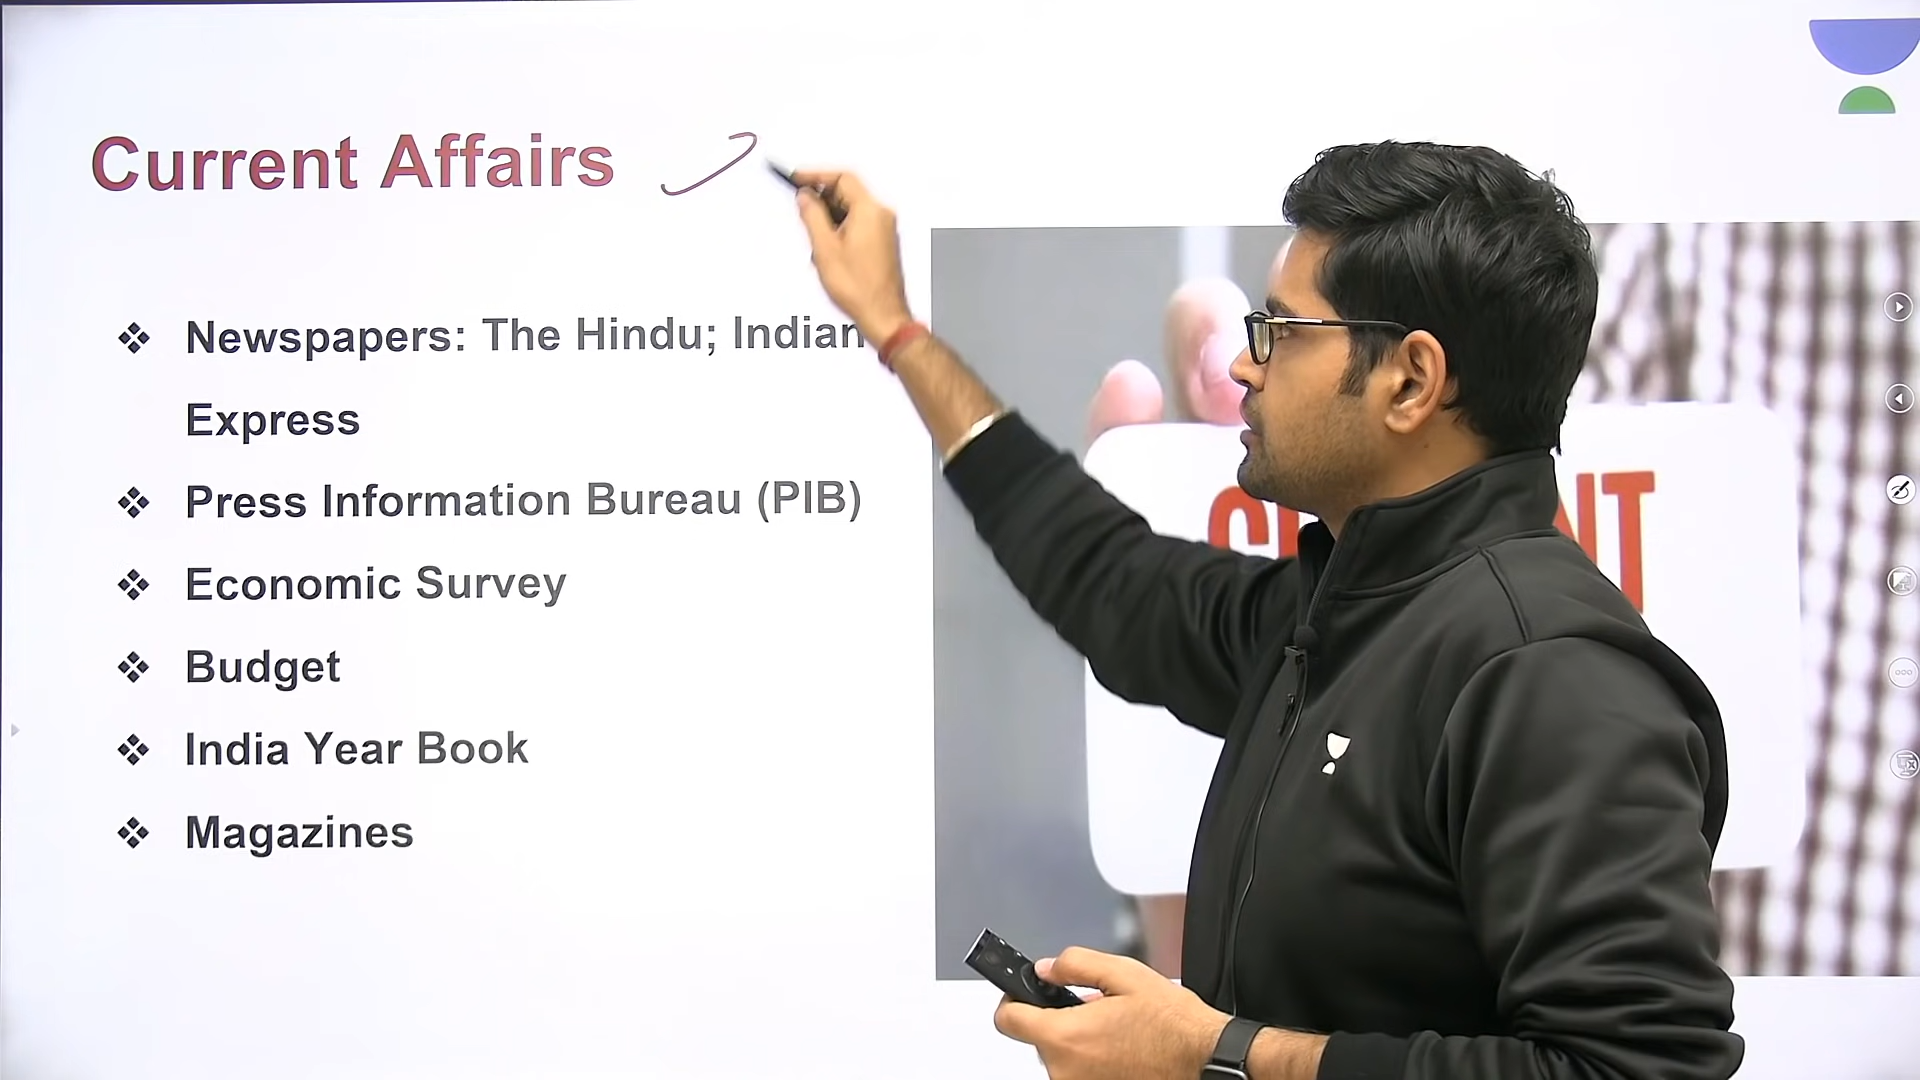 Current Affairs
Newspapers: The Hindu; Indian
Express
Press Information Bureau (PIB)
Economic Survey
Budget
India Year Book
Magazines